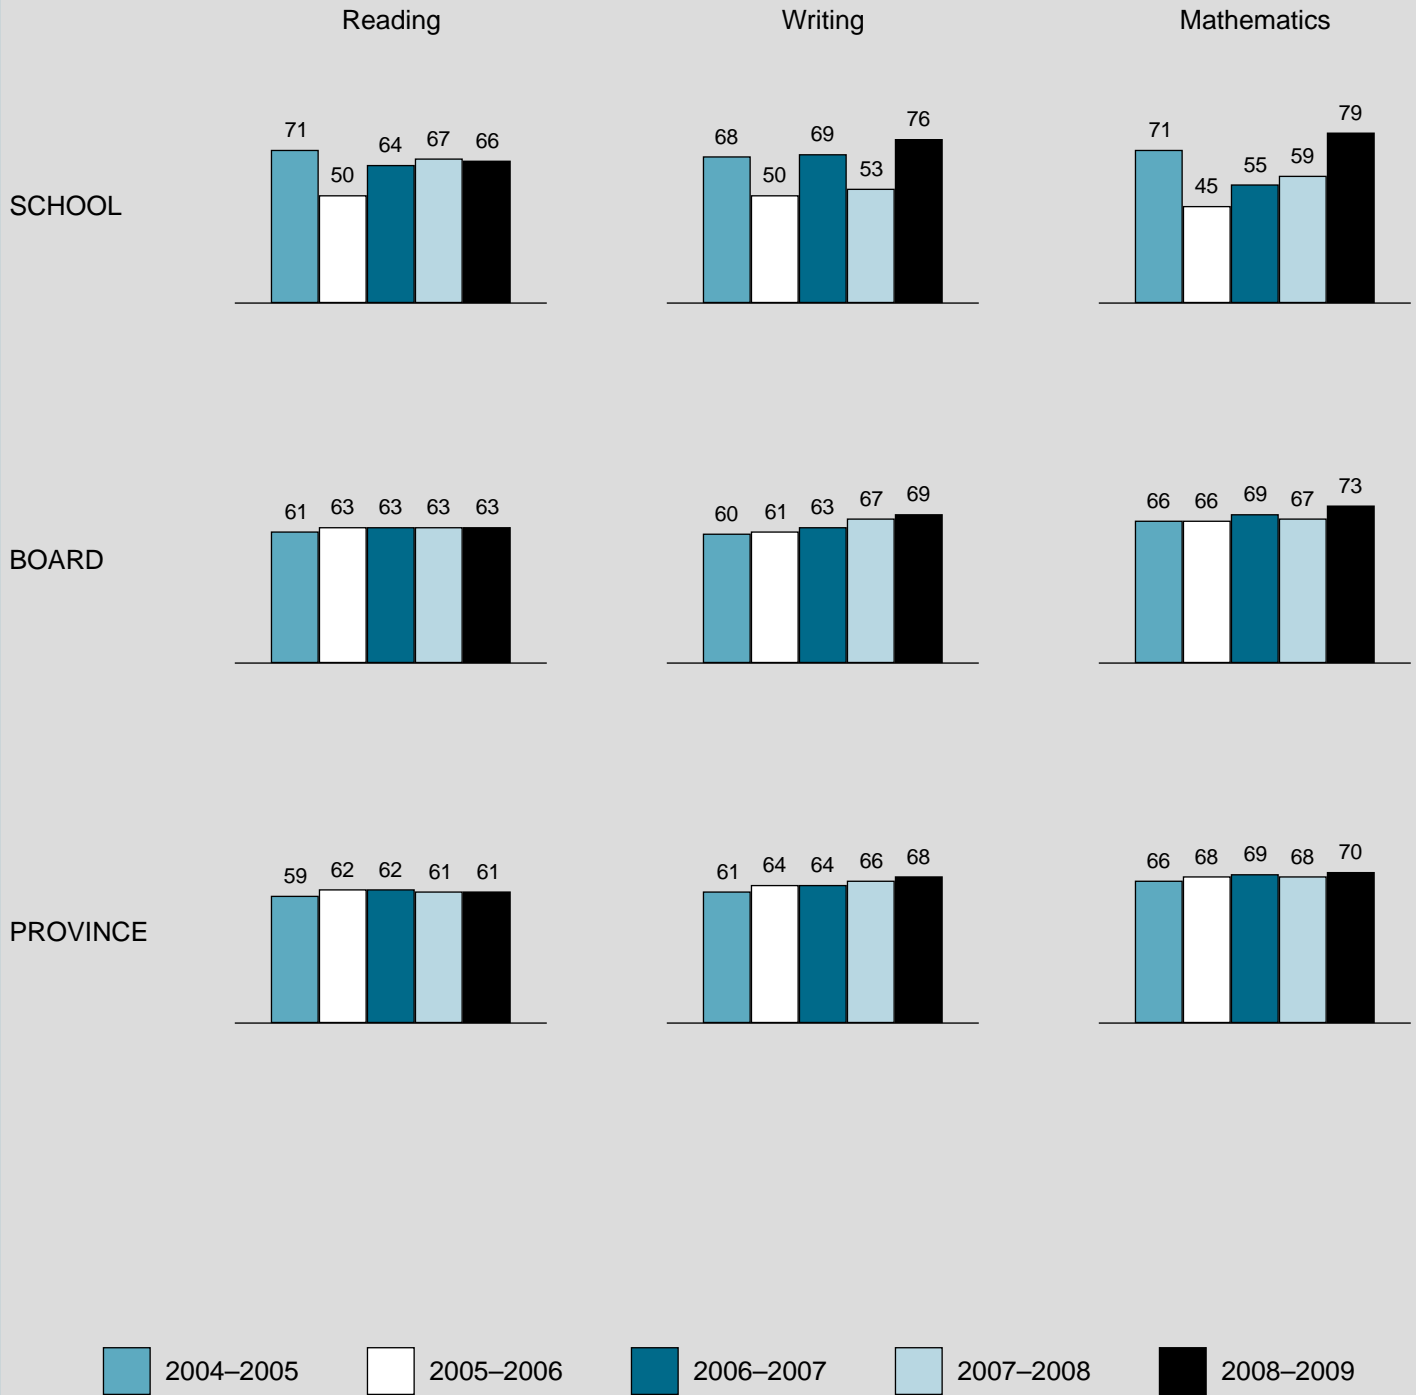 Reading Writing Mathematics
SCHOOL
71 50 64 67 66
68 50 69 53 76
71 45 55 59 79
BOARD
61 63 63 63 63
60 61 63 67 69
66 66 69 67 73
PROVINCE
59 62 62 61 61
61 64 64 66 68
66 68 69 68 70
2004–2005 2005–2006 2006–2007 2007–2008 2008–2009